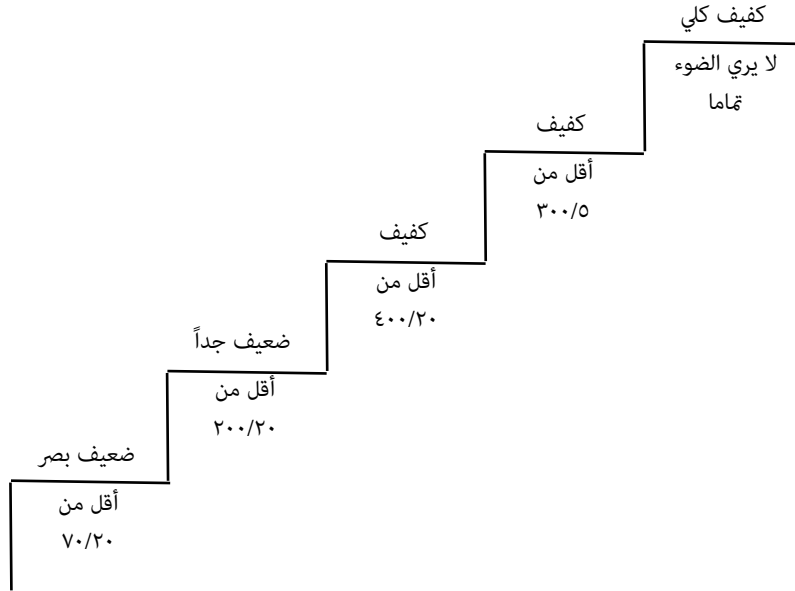 كفيف كلي
لا يري الضوء
تماما
كفيف
أقل من
٣٠٠/٥
كفيف
أقل من
٤٠٠/٢٠
ضعيف جداً
أقل من
٢٠٠/٢٠
ضعيف بصر
أقل من
٧٠/٢٠